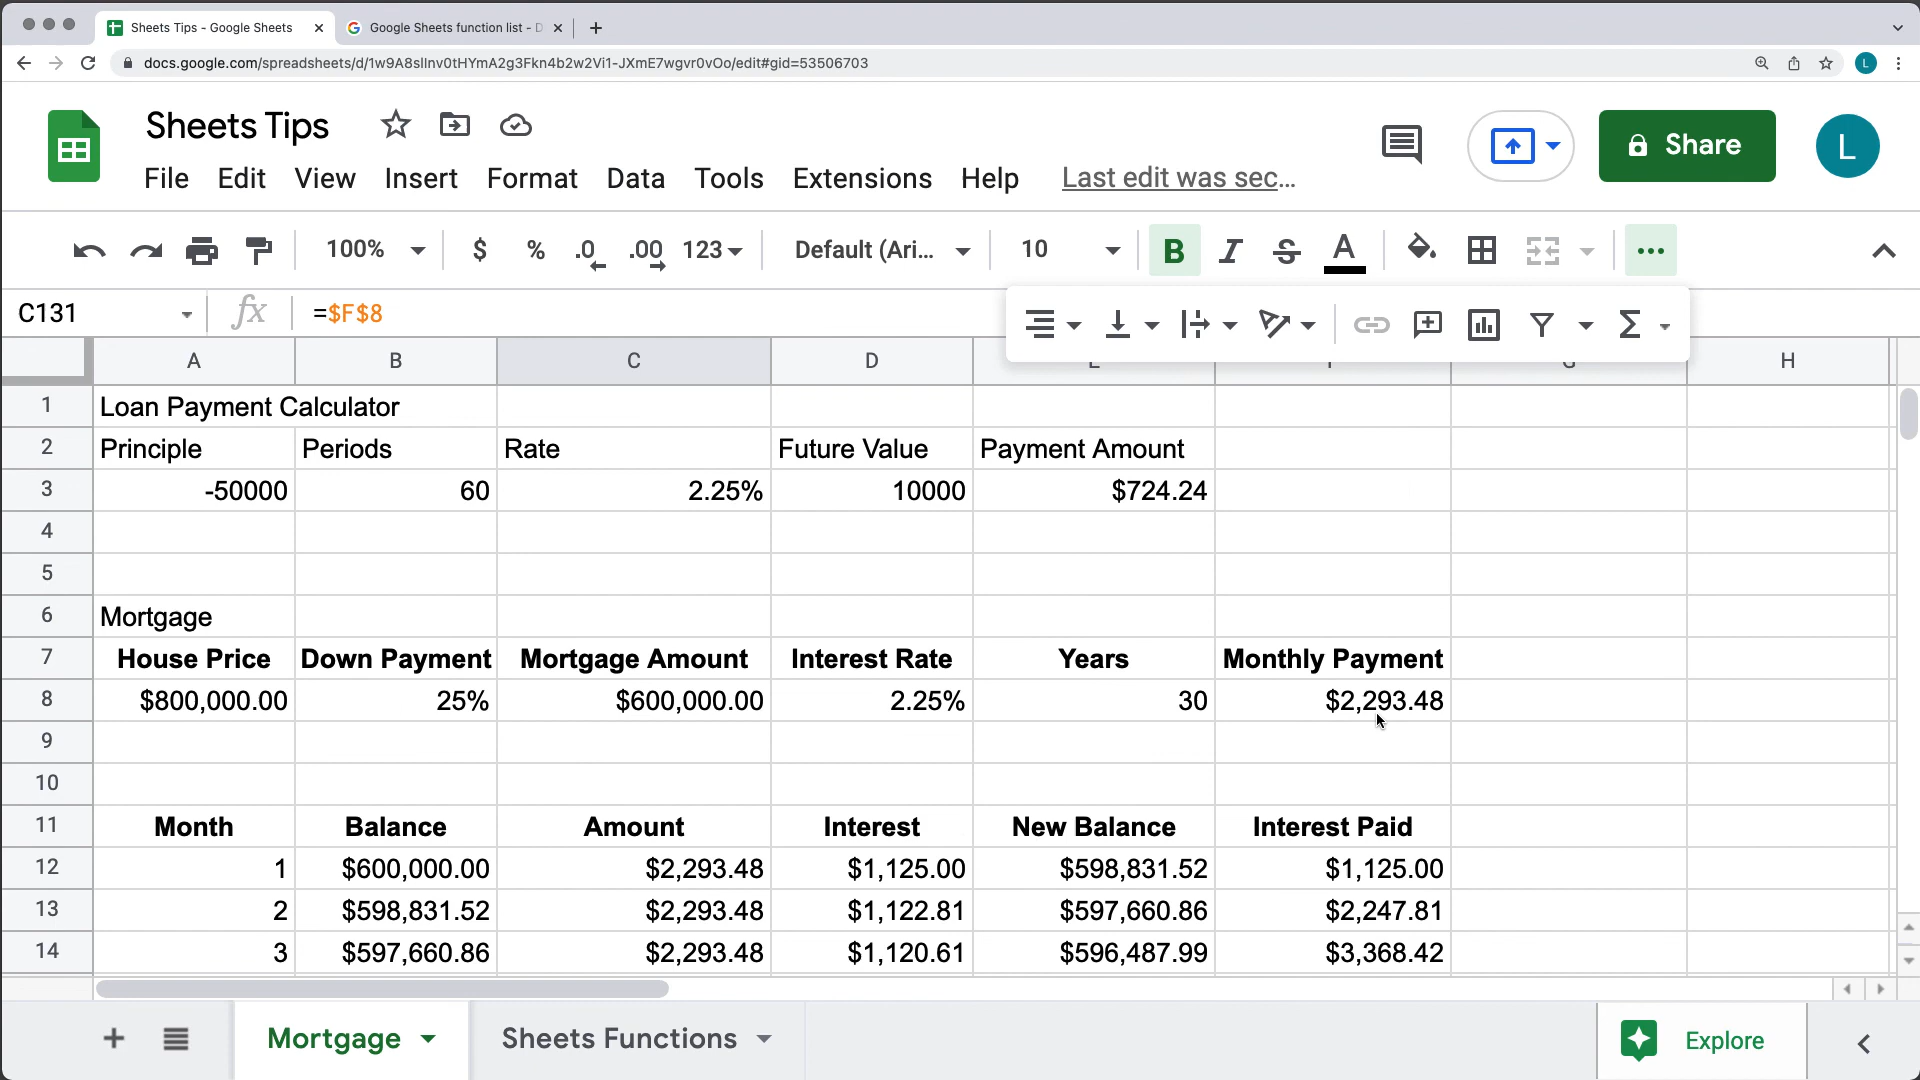 Sheets Tips - Google Sheets
Google Sheets function list - D
docs.google.com/spreadsheets/d/1w9A8slInv0tHYmA2g3Fkn4b2w2Vi1-JXmE7wgvr0vOo/edit#gid=53506703
L
Sheets Tips
Share
L
File Edit View Insert Format Data Tools Extensions Help Last edit was sec...
100% $ % .0 .00 123 Default (Ari... 10 B I S A
C131 fx =$F$8
A B C D H
1 Loan Payment Calculator
2 Principle Periods Rate Future Value Payment Amount
3 -50000 60 2.25% 10000 $724.24
4
5
6 Mortgage
7 House Price Down Payment Mortgage Amount Interest Rate Years Monthly Payment
8 $800,000.00 25% $600,000.00 2.25% 30 $2,293.48
9
10
11 Month Balance Amount Interest New Balance Interest Paid
12 1 $600,000.00 $2,293.48 $1,125.00 $598,831.52 $1,125.00
13 2 $598,831.52 $2,293.48 $1,122.81 $597,660.86 $2,247.81
14 3 $597,660.86 $2,293.48 $1,120.61 $596,487.99 $3,368.42
Mortgage Sheets Functions Explore